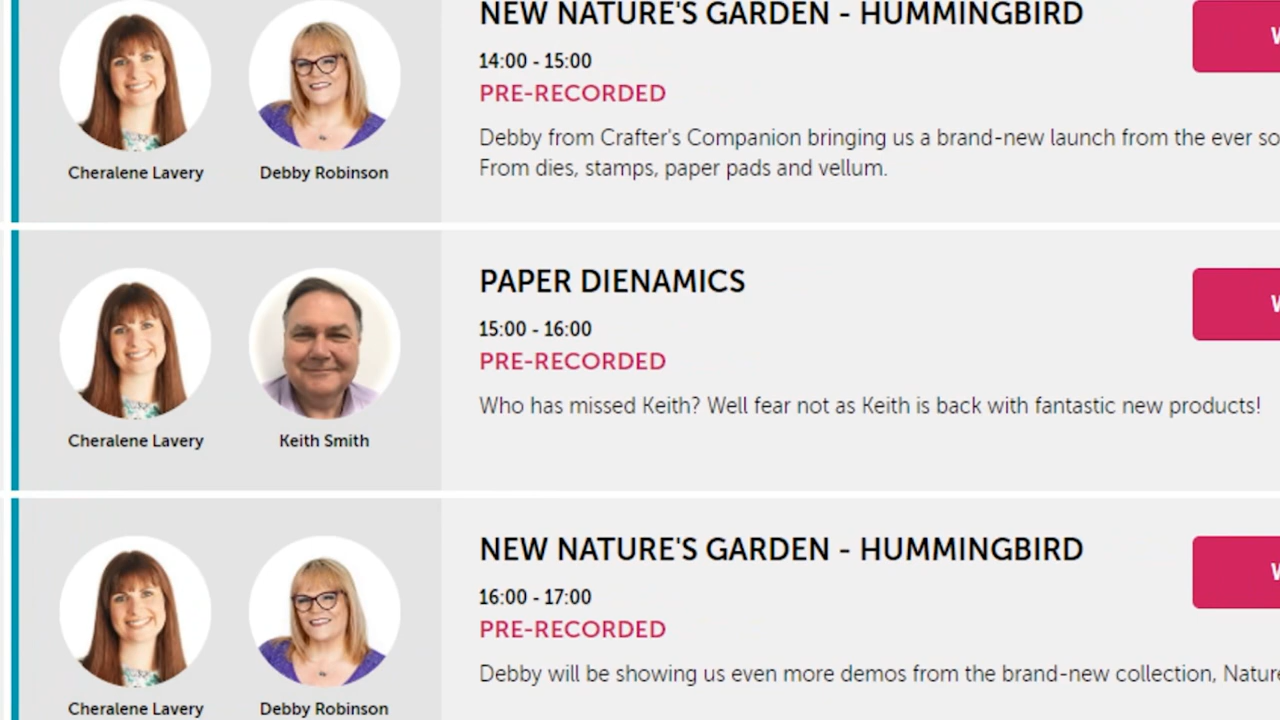 NEW NATURE'S GARDEN - HUMMINGBIRD
14:00 - 15:00
PRE-RECORDED
Debby from Crafter's Companion bringing us a brand-new launch from the ever so
From dies, stamps, paper pads and vellum.
Cheralene Lavery
Debby Robinson
PAPER DIENAMICS
15:00 - 16:00
PRE-RECORDED
Who has missed Keith? Well fear not as Keith is back with fantastic new products!
Cheralene Lavery
Keith Smith
NEW NATURE'S GARDEN - HUMMINGBIRD
16:00 - 17:00
PRE-RECORDED
Debby will be showing us even more demos from the brand-new collection, Nature
Cheralene Lavery
Debby Robinson